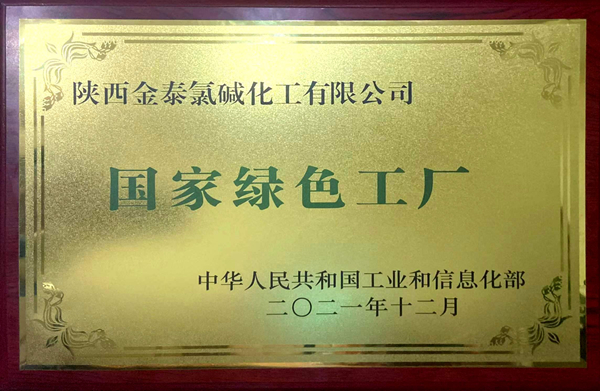 陕西金泰氯碱化工有限公司
国家绿色工厂
中华人民共和国工业和信息化部
二〇二一年十二月